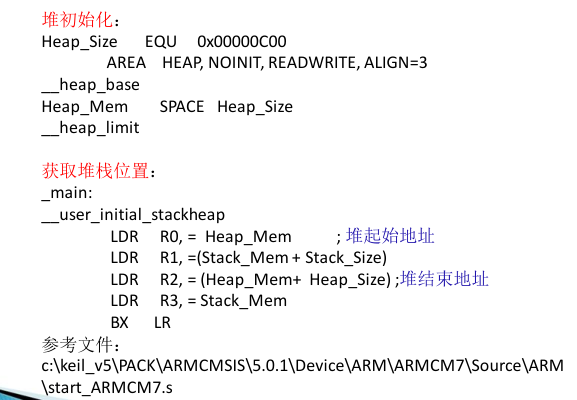 堆初始化：
Heap_Size EQU 0x00000C00
AREA HEAP, NOINIT, READWRITE, ALIGN=3
__heap_base
Heap_Mem SPACE Heap_Size
__heap_limit
获取堆栈位置：
_main:
__user_initial_stackheap
LDR R0, = Heap_Mem ; 堆起始地址
LDR R1, =(Stack_Mem + Stack_Size)
LDR R2, = (Heap_Mem+ Heap_Size) ;堆结束地址
LDR R3, = Stack_Mem
BX LR
参考文件：
c:\keil_v5\PACK\ARMCMSIS\5.0.1\Device\ARM\ARMCM7\Source\ARM
\start_ARMCM7.s